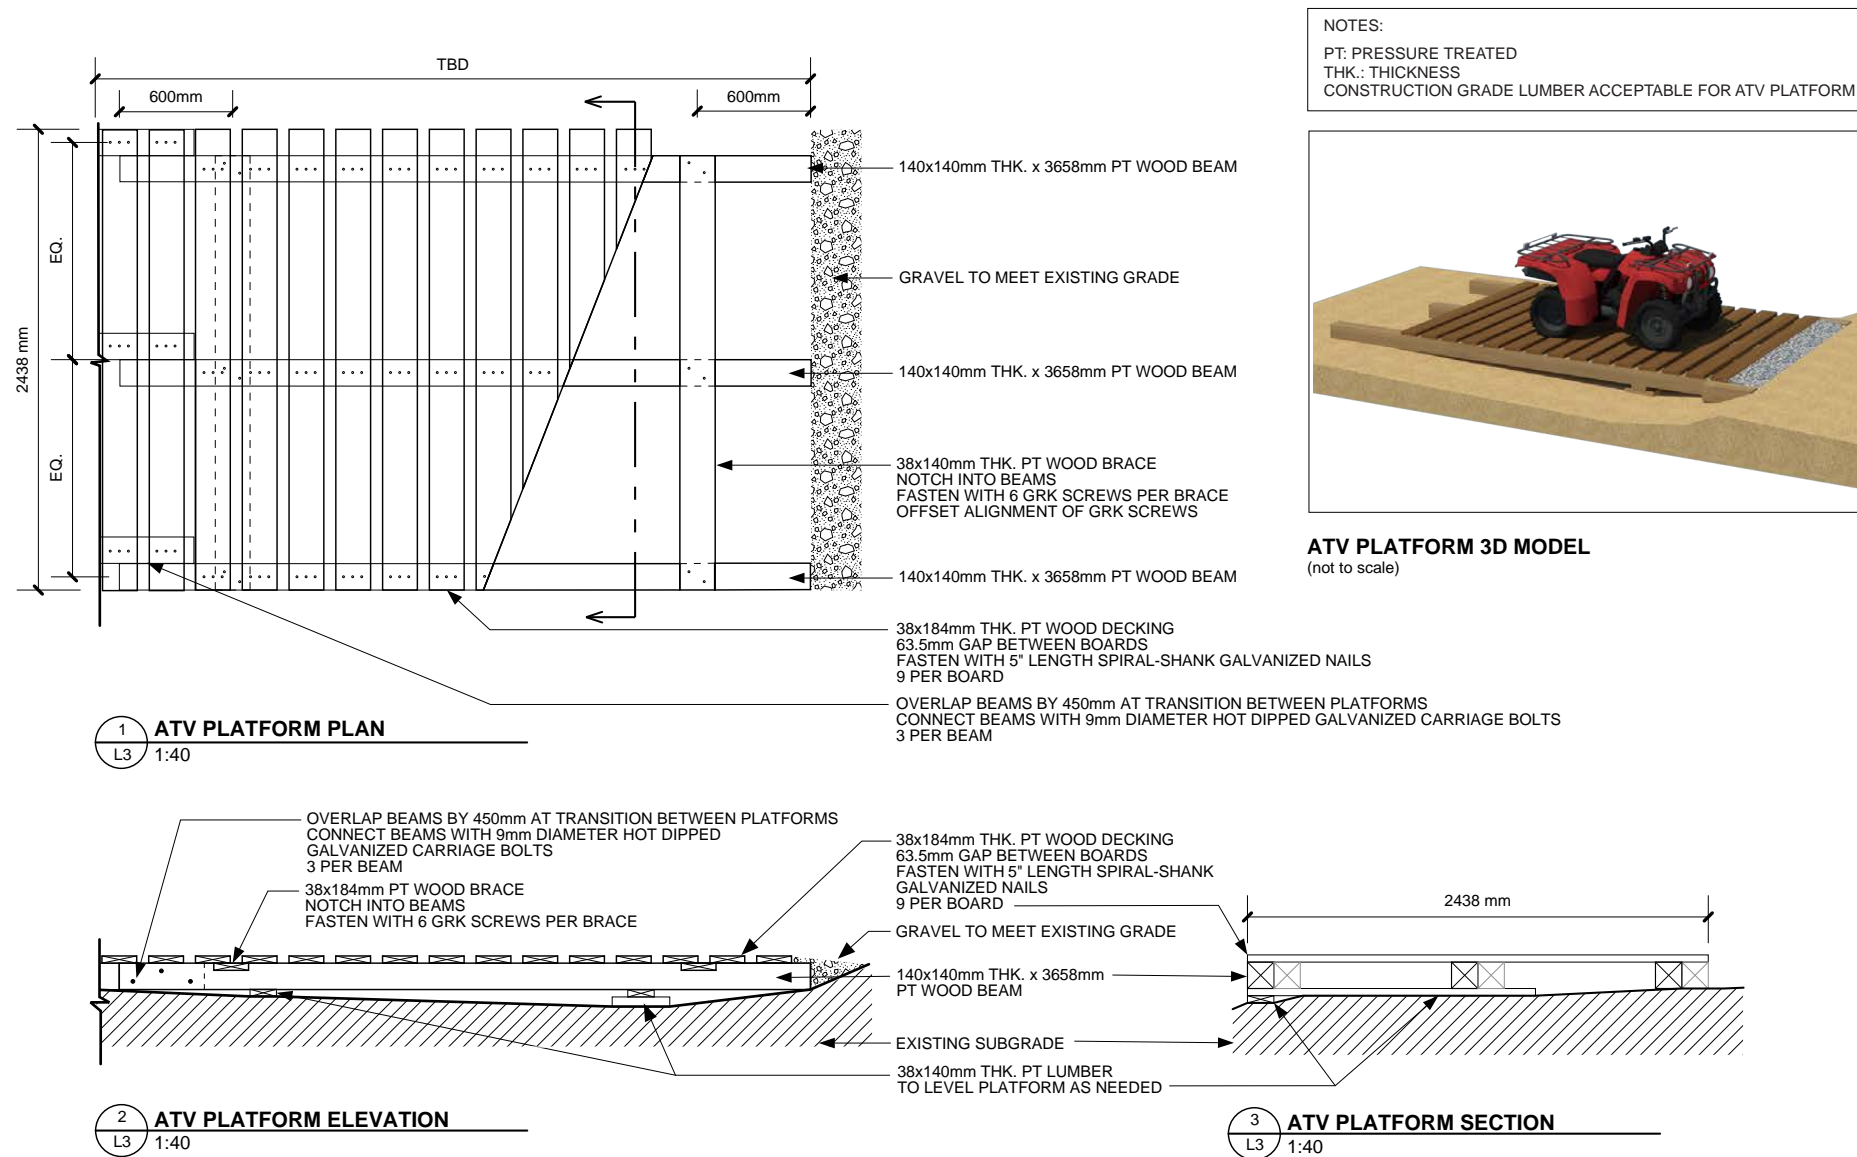 NOTES:
PT: PRESSURE TREATED
THK.: THICKNESS
CONSTRUCTION GRADE LUMBER ACCEPTABLE FOR ATV PLATFORM
TBD
600mm
600mm
2438 mm
EQ.
EQ.
140x140mm THK. x 3658mm PT WOOD BEAM
GRAVEL TO MEET EXISTING GRADE
140x140mm THK. x 3658mm PT WOOD BEAM
38x140mm THK. PT WOOD BRACE
NOTCH INTO BEAMS
FASTEN WITH 6 GRK SCREWS PER BRACE
OFFSET ALIGNMENT OF GRK SCREWS
140x140mm THK. x 3658mm PT WOOD BEAM
38x184mm THK. PT WOOD DECKING
63.5mm GAP BETWEEN BOARDS
FASTEN WITH 5" LENGTH SPIRAL-SHANK GALVANIZED NAILS
9 PER BOARD
OVERLAP BEAMS BY 450mm AT TRANSITION BETWEEN PLATFORMS
CONNECT BEAMS WITH 9mm DIAMETER HOT DIPPED GALVANIZED CARRIAGE BOLTS
3 PER BEAM
ATV PLATFORM 3D MODEL
(not to scale)
1
L3
ATV PLATFORM PLAN
1:40
OVERLAP BEAMS BY 450mm AT TRANSITION BETWEEN PLATFORMS
CONNECT BEAMS WITH 9mm DIAMETER HOT DIPPED
GALVANIZED CARRIAGE BOLTS
3 PER BEAM
38x184mm PT WOOD BRACE
NOTCH INTO BEAMS
FASTEN WITH 6 GRK SCREWS PER BRACE
38x184mm THK. PT WOOD DECKING
63.5mm GAP BETWEEN BOARDS
FASTEN WITH 5" LENGTH SPIRAL-SHANK
GALVANIZED NAILS
9 PER BOARD
GRAVEL TO MEET EXISTING GRADE
140x140mm THK. x 3658mm
PT WOOD BEAM
EXISTING SUBGRADE
38x140mm THK. PT LUMBER
TO LEVEL PLATFORM AS NEEDED
2438 mm
2
L3
ATV PLATFORM ELEVATION
1:40
3
L3
ATV PLATFORM SECTION
1:40